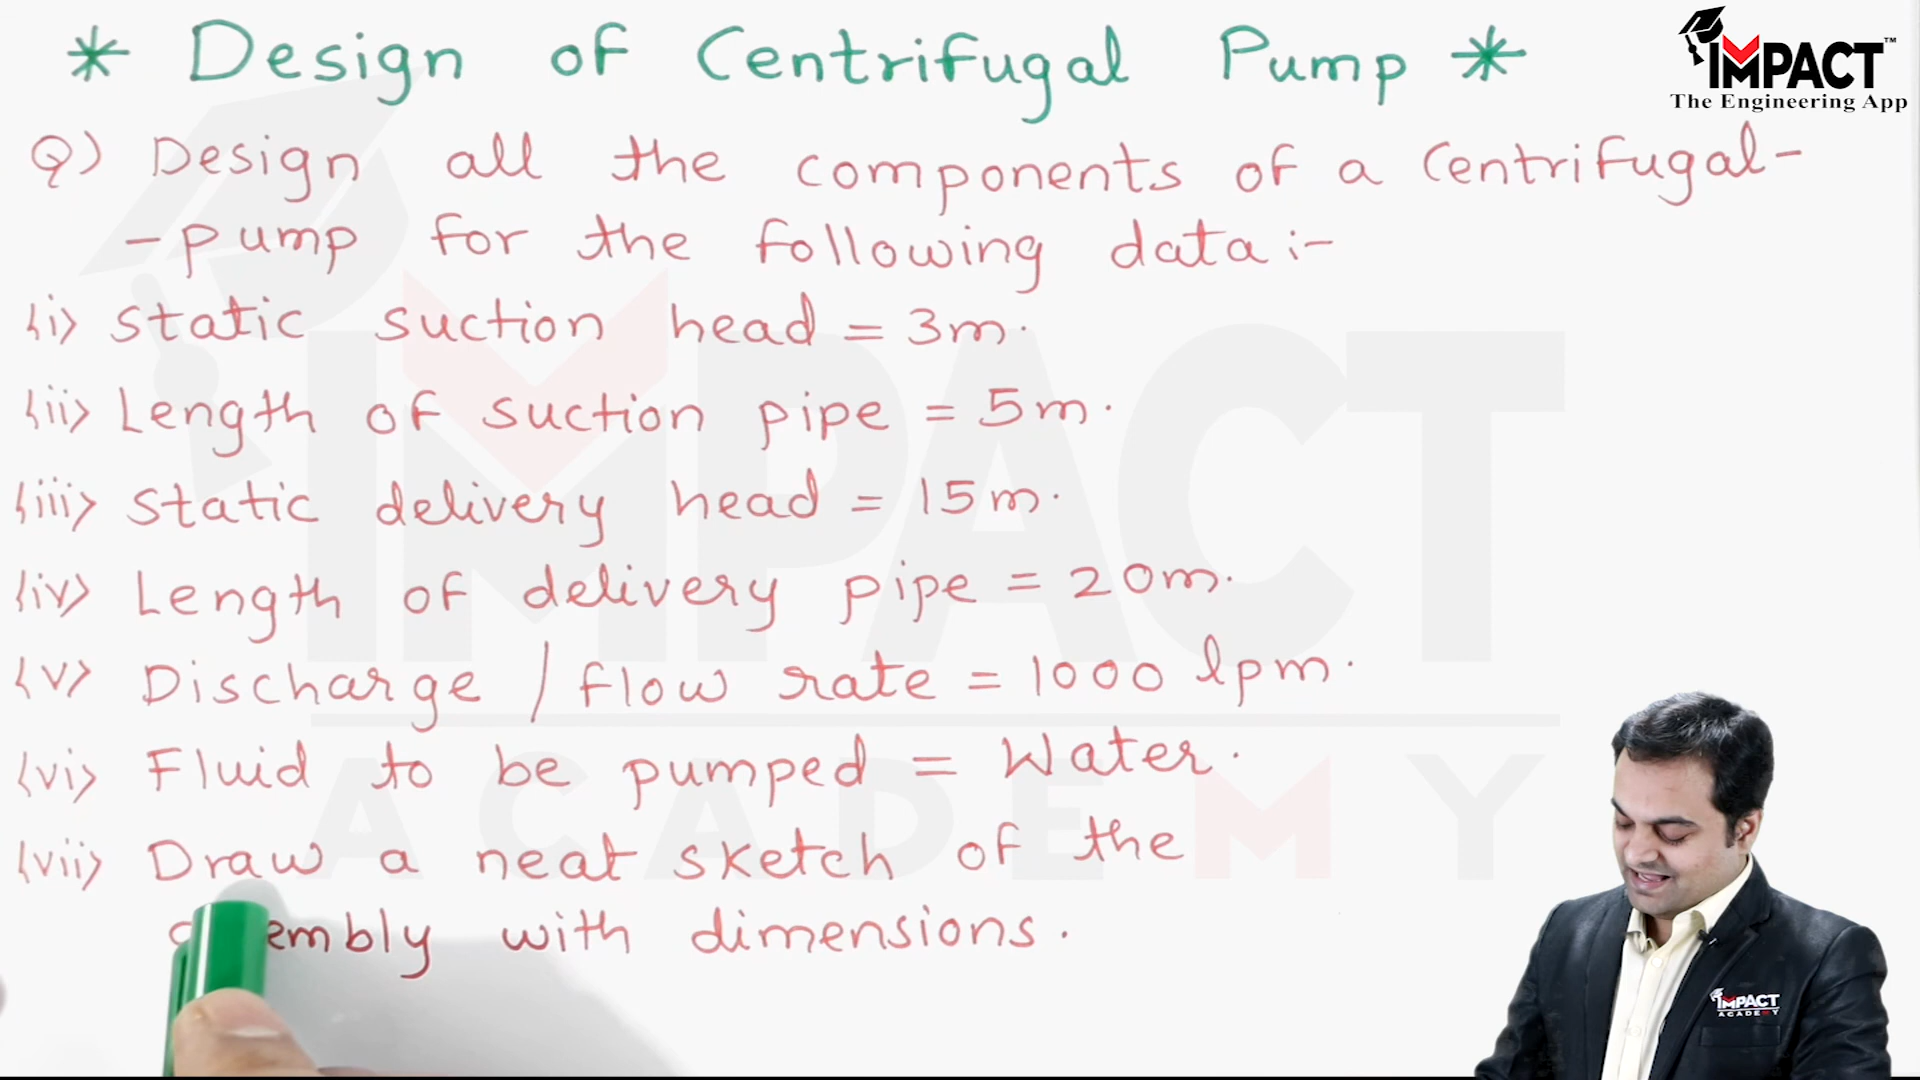 * Design of Centrifugal Pump *
IMPACT™
The Engineering App
Q) Design all the components of a Centrifugal-
-pump for the following data:-
(i) Static suction head = 3m.
(ii) Length of suction pipe = 5m.
(iii) Static delivery head = 15m.
(iv) Length of delivery pipe = 20m.
(v) Discharge / flow rate = 1000 lpm.
(vi) Fluid to be pumped = Water.
(vii) Draw a neat sketch of the
embly with dimensions.
IMPACT
ACADEMY
IMPACT
ACADEMY